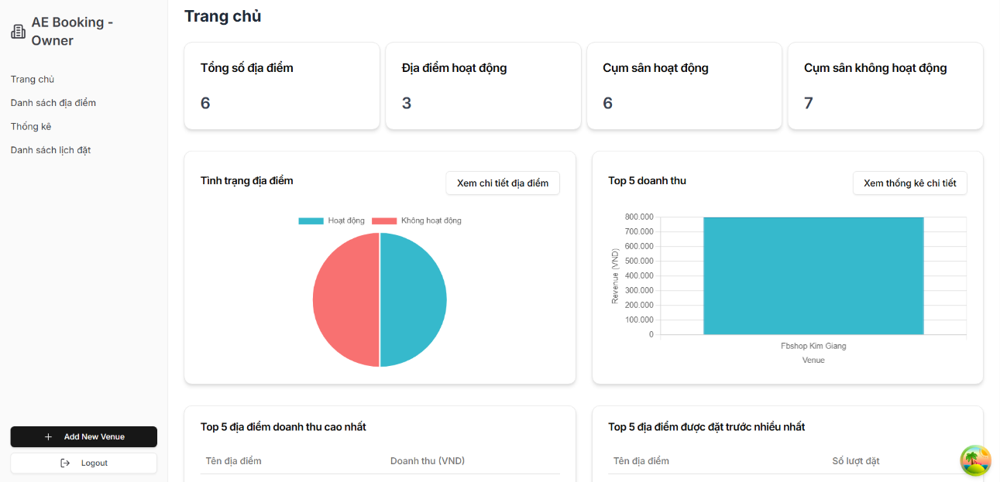 AE Booking -
Owner
Trang chủ
Danh sách địa điểm
Thống kê
Danh sách lịch đặt
Add New Venue
Logout
Trang chủ
Tổng số địa điểm
6
Địa điểm hoạt động
3
Cụm sân hoạt động
6
Cụm sân không hoạt động
7
Tình trạng địa điểm
Xem chi tiết địa điểm
Hoạt động
Không hoạt động
Top 5 doanh thu
Xem thống kê chi tiết
800.000
700.000
600.000
500.000
400.000
300.000
200.000
100.000
0
Revenue (VND)
Fbshop Kim Giang
Venue
Top 5 địa điểm doanh thu cao nhất
Tên địa điểm
Doanh thu (VND)
Top 5 địa điểm được đặt trước nhiều nhất
Tên địa điểm
Số lượt đặt